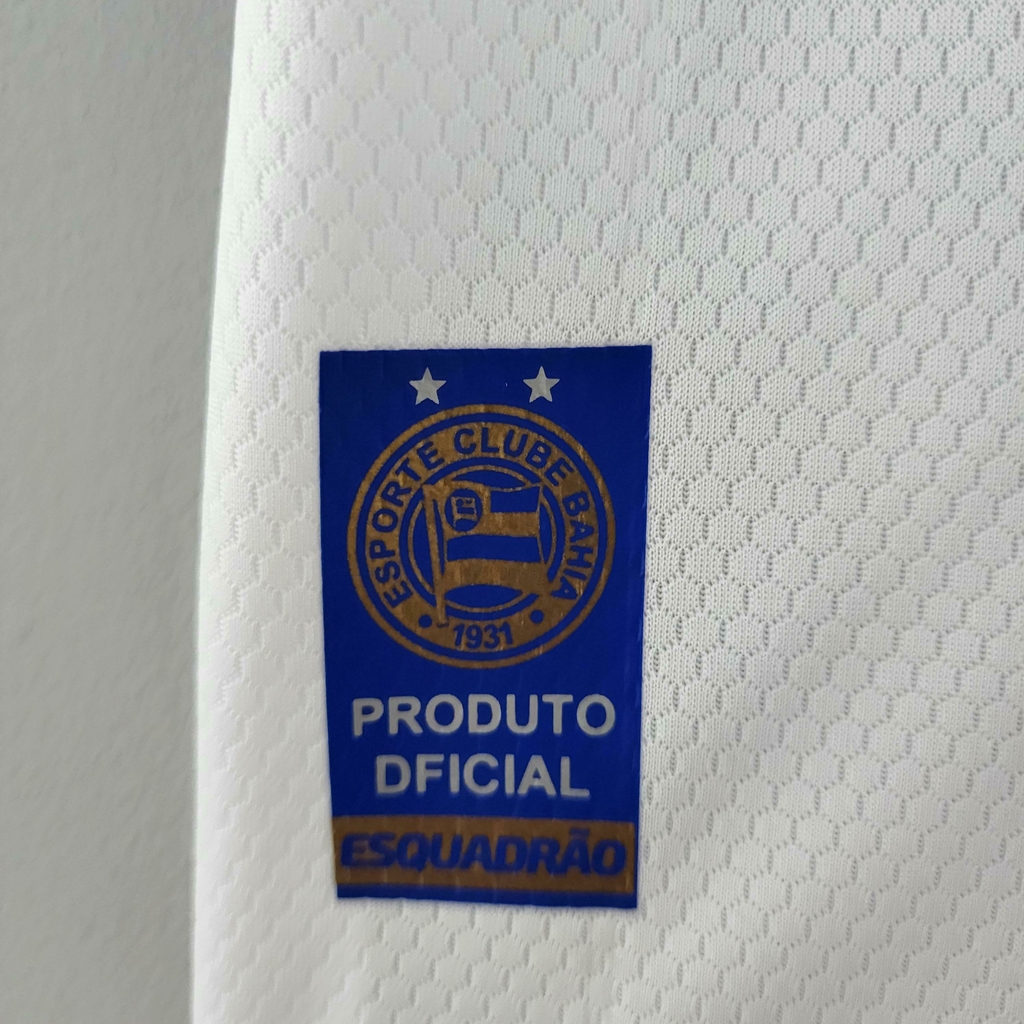 ESPORTE CLUBE BAHIA
1931
PRODUTO
DFICIAL
ESQUADRÃO